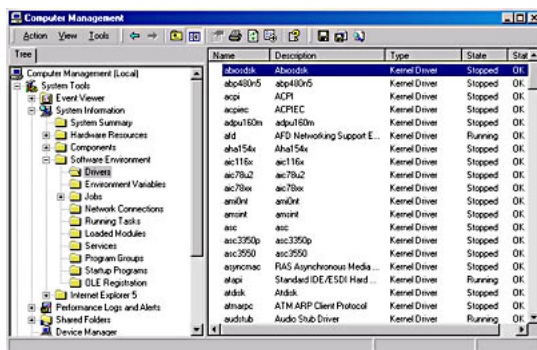 Computer Management
Action View Tools
Tree
Computer Management (Local)
System Tools
Event Viewer
System Information
System Summary
Hardware Resources
Components
Software Environment
Drivers
Environment Variables
Jobs
Network Connections
Running Tasks
Loaded Modules
Services
Program Groups
Startup Programs
OLE Registration
Internet Explorer 5
Performance Logs and Alerts
Shared Folders
Device Manager
Name Description Type State Stat
abiosdsk Abiosdsk Kernel Driver Stopped OK
abp480n5 abp480n5 Kernel Driver Stopped OK
acpi ACPI Kernel Driver Stopped OK
acpiec ACPIEC Kernel Driver Stopped OK
adpu160m adpu160m Kernel Driver Stopped OK
afd AFD Networking Support E... Kernel Driver Running OK
aha154x Aha154x Kernel Driver Stopped OK
aic116x aic116x Kernel Driver Stopped OK
aic78u2 aic78u2 Kernel Driver Stopped OK
aic78xx aic78xx Kernel Driver Stopped OK
ami0nt ami0nt Kernel Driver Stopped OK
amsint amsint Kernel Driver Stopped OK
asc asc Kernel Driver Stopped OK
asc3350p asc3350p Kernel Driver Stopped OK
asc3550 asc3550 Kernel Driver Stopped OK
asyncmac RAS Asynchronous Media ... Kernel Driver Stopped OK
atapi Standard IDE/ESDI Hard ... Kernel Driver Running OK
atdisk Atdisk Kernel Driver Stopped OK
atmarpc ATM ARP Client Protocol Kernel Driver Stopped OK
audstub Audio Stub Driver Kernel Driver Running OK